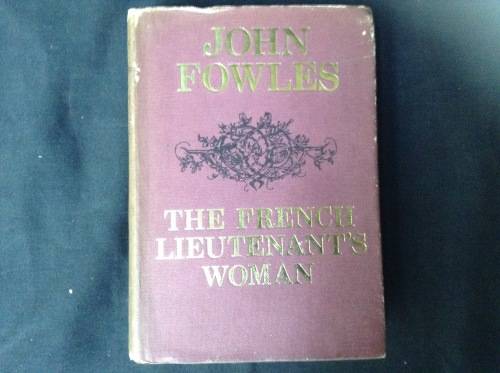 JOHN
FOWLES
THE FRENCH
LIEUTENANT'S
WOMAN